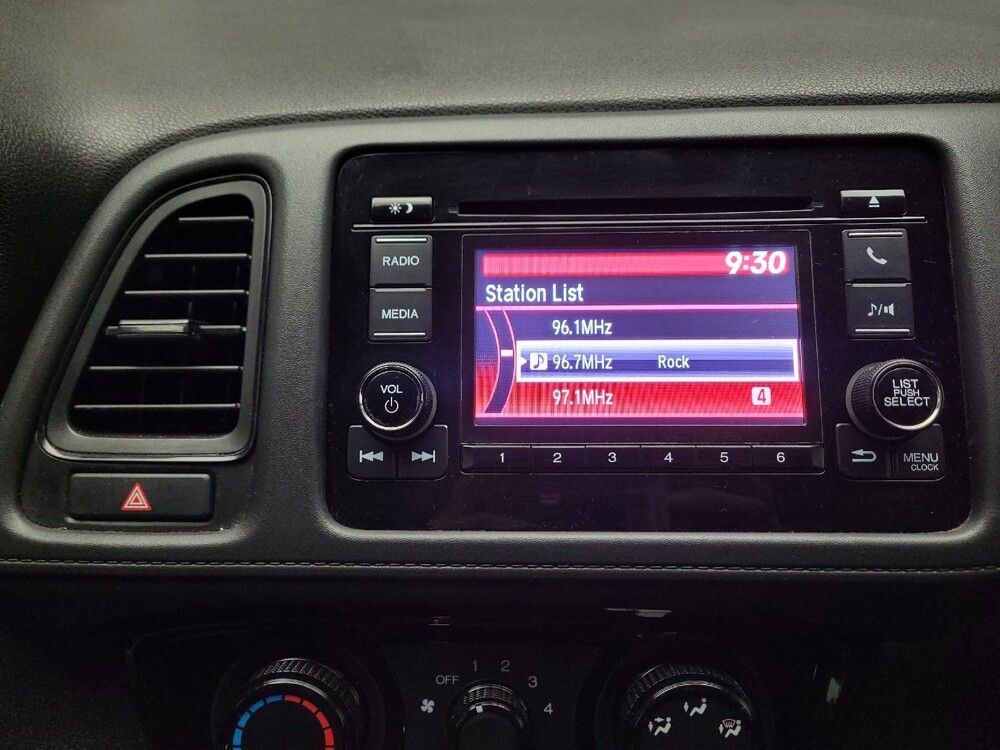 RADIO
MEDIA
VOL
9:30
Station List
96.1MHz
96.7MHz Rock
97.1MHz 4
LIST
PUSH
SELECT
1 2 3 4 5 6
MENU
CLOCK
OFF 1 2 3 4